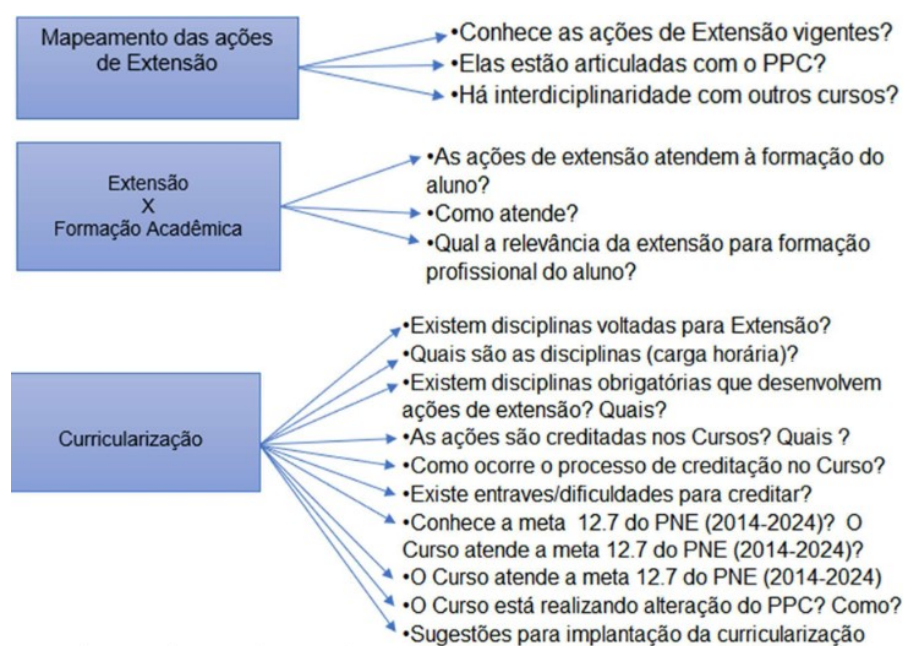 Mapeamento das ações
de Extensão
•Conhece as ações de Extensão vigentes?
•Elas estão articuladas com o PPC?
•Há interdiciplinaridade com outros cursos?
Extensão
X
Formação Acadêmica
•As ações de extensão atendem à formação do
aluno?
•Como atende?
•Qual a relevância da extensão para formação
profissional do aluno?
Curricularização
•Existem disciplinas voltadas para Extensão?
•Quais são as disciplinas (carga horária)?
•Existem disciplinas obrigatórias que desenvolvem
ações de extensão? Quais?
•As ações são creditadas nos Cursos? Quais ?
•Como ocorre o processo de creditação no Curso?
•Existe entraves/dificuldades para creditar?
•Conhece a meta 12.7 do PNE (2014-2024)? O
Curso atende a meta 12.7 do PNE (2014-2024)?
•O Curso atende a meta 12.7 do PNE (2014-2024)
•O Curso está realizando alteração do PPC? Como?
•Sugestões para implantação da curricularização